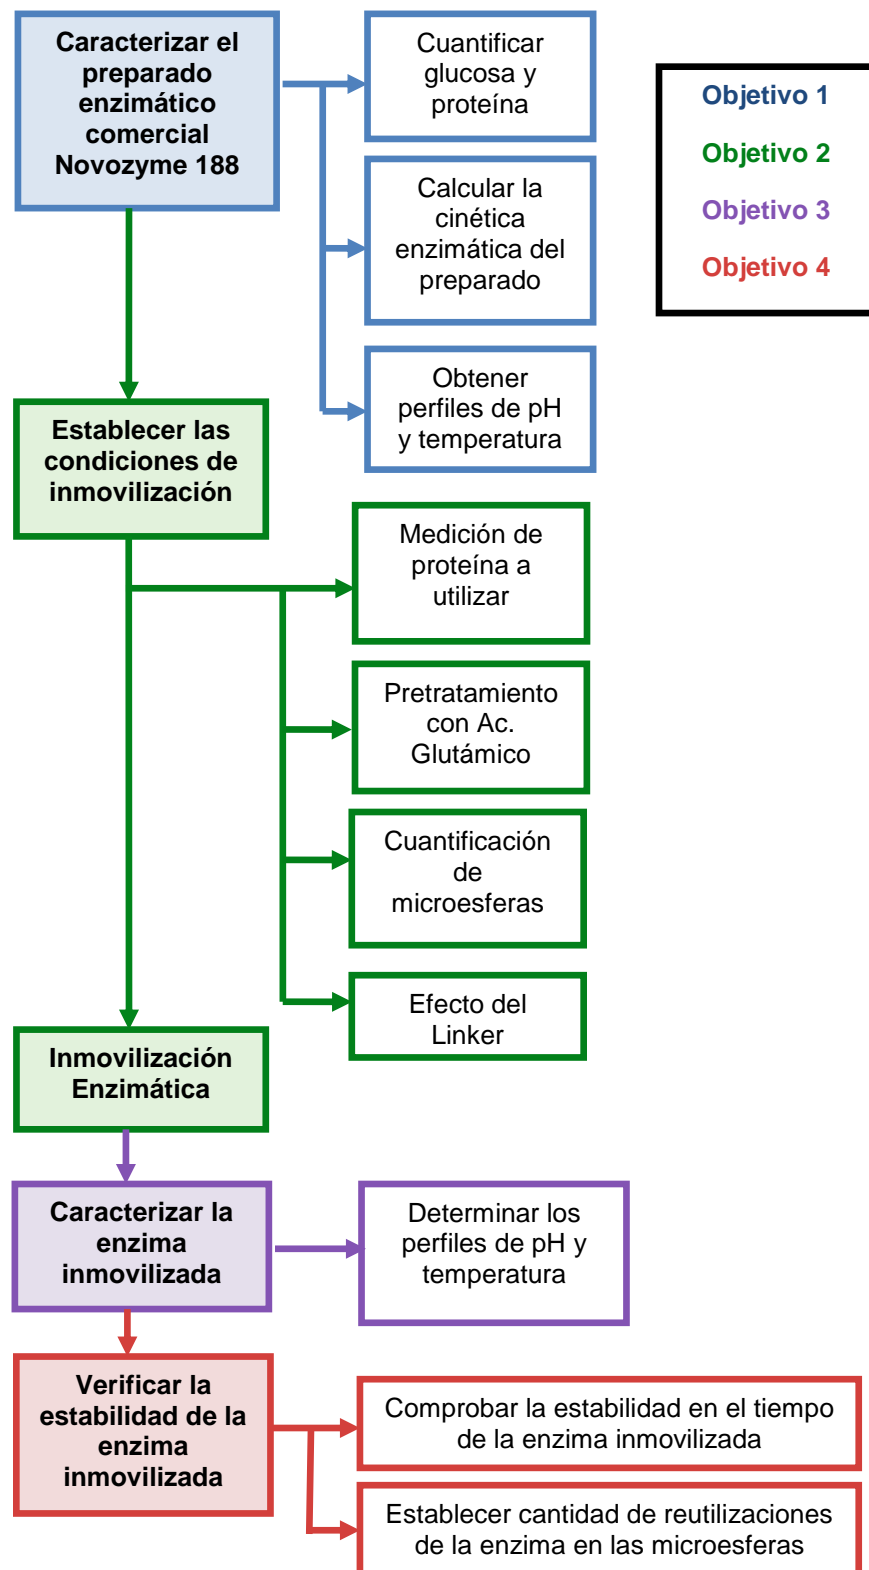 Caracterizar el
preparado
enzimático
comercial
Novozyme 188
Cuantificar
glucosa y
proteína
Calcular la
cinética
enzimática del
preparado
Obtener
perfiles de pH
y temperatura
Objetivo 1
Objetivo 2
Objetivo 3
Objetivo 4
Establecer las
condiciones de
inmovilización
Medición de
proteína a
utilizar
Pretratamiento
con Ac.
Glutámico
Cuantificación
de
microesferas
Efecto del
Linker
Inmovilización
Enzimática
Caracterizar la
enzima
inmovilizada
Determinar los
perfiles de pH y
temperatura
Verificar la
estabilidad de la
enzima
inmovilizada
Comprobar la estabilidad en el tiempo
de la enzima inmovilizada
Establecer cantidad de reutilizaciones
de la enzima en las microesferas